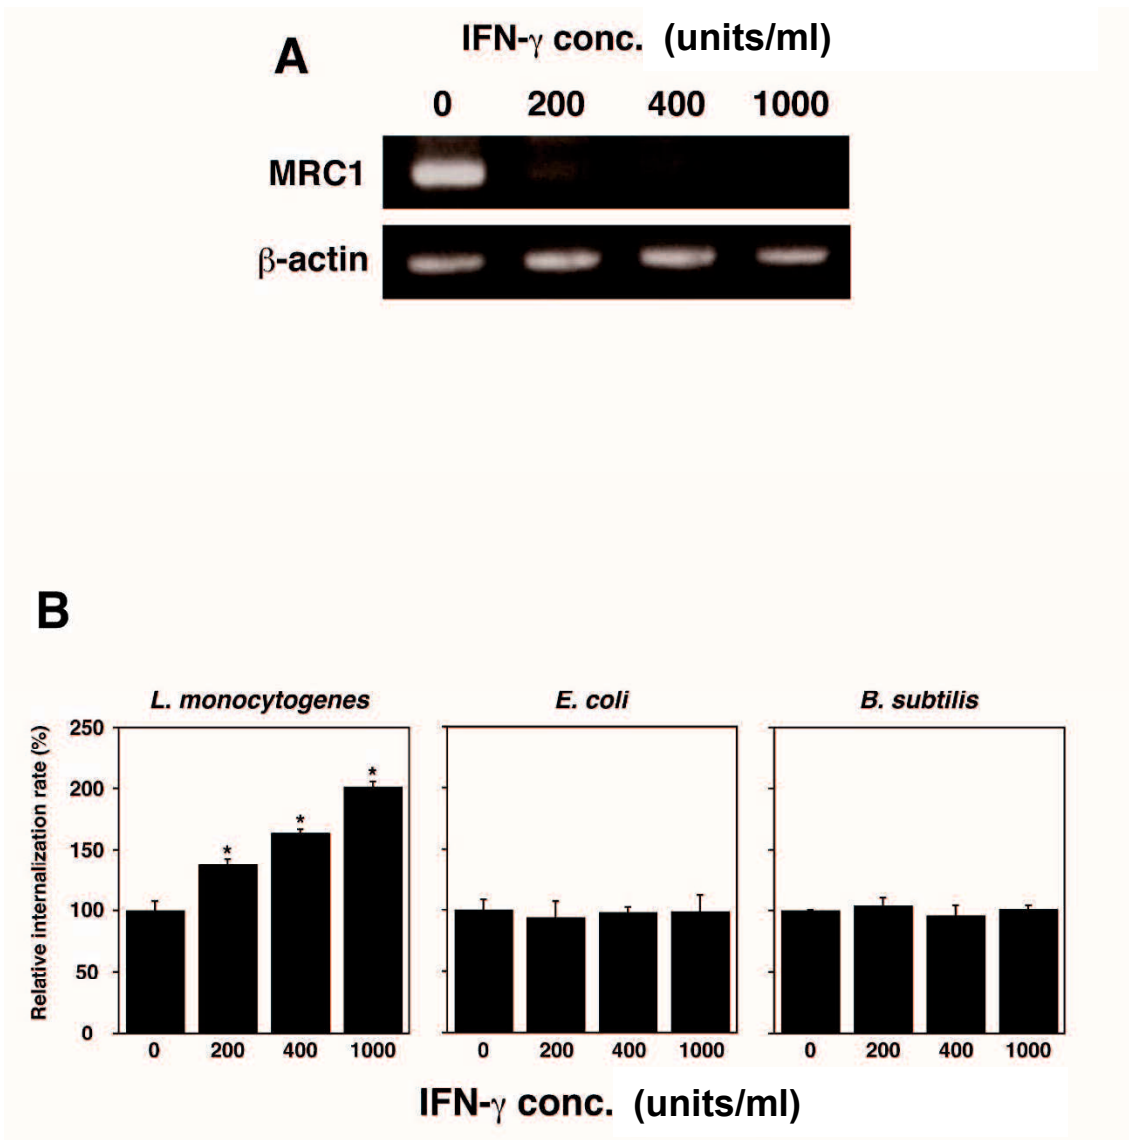 A
IFN-γ conc. (units/ml)
0 200 400 1000
MRC1
β-actin
B
L. monocytogenes E. coli B. subtilis
Relative internalization rate (%)
250
200
150
100
50
0
* * *
0 200 400 1000 0 200 400 1000 0 200 400 1000
IFN-γ conc. (units/ml)